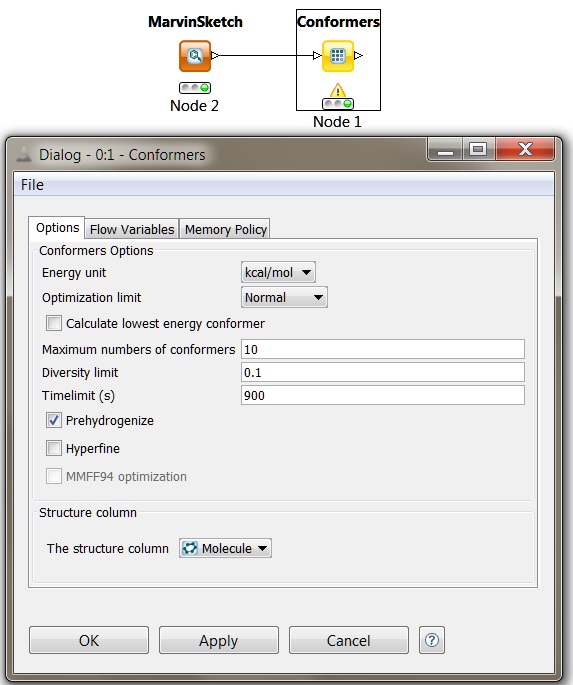 MarvinSketch Conformers
Node 2
Node 1
Dialog - 0:1 - Conformers
File
Options Flow Variables Memory Policy
Conformers Options
Energy unit kcal/mol
Optimization limit Normal
Calculate lowest energy conformer
Maximum numbers of conformers 10
Diversity limit 0.1
Timelimit (s) 900
Prehydrogenize
Hyperfine
MMFF94 optimization
Structure column
The structure column Molecule
OK Apply Cancel ?